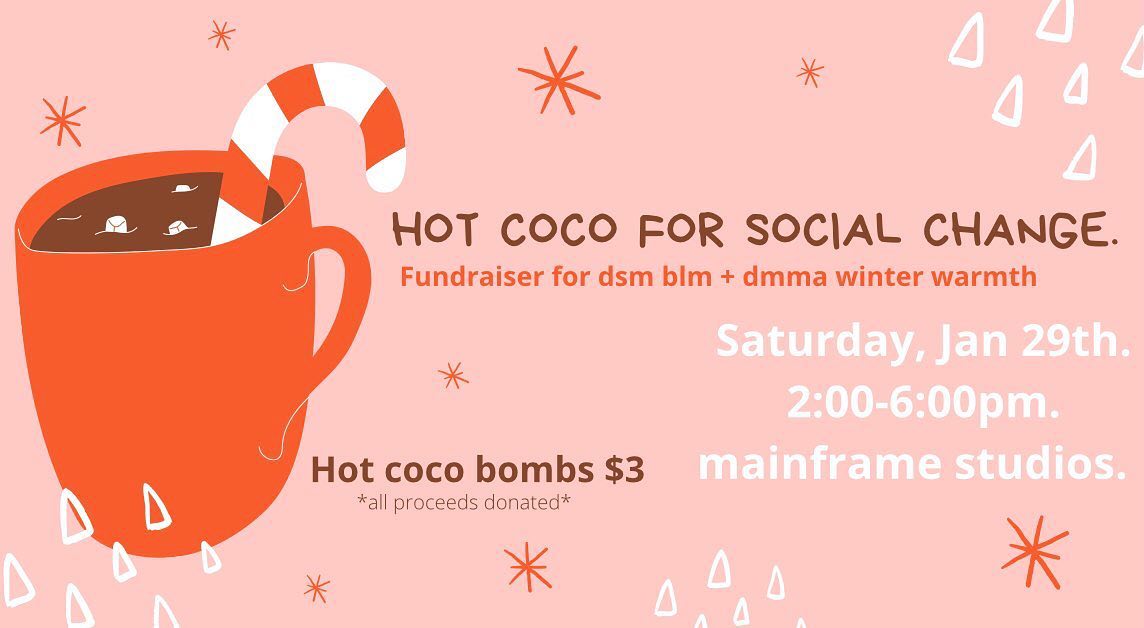 HOT COCO FOR SOCIAL CHANGE.
Fundraiser for dsm blm + dmma winter warmth
Saturday, Jan 29th.
2:00-6:00pm.
mainframe studios.
Hot coco bombs $3
*all proceeds donated*